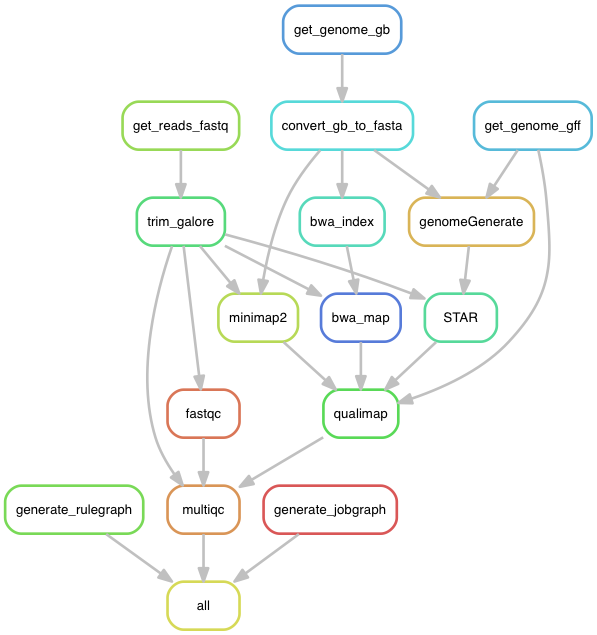 get_genome_gb
get_reads_fastq
convert_gb_to_fasta
get_genome_gff
trim_galore
bwa_index
genomeGenerate
minimap2
bwa_map
STAR
fastqc
qualimap
generate_rulegraph
multiqc
generate_jobgraph
all